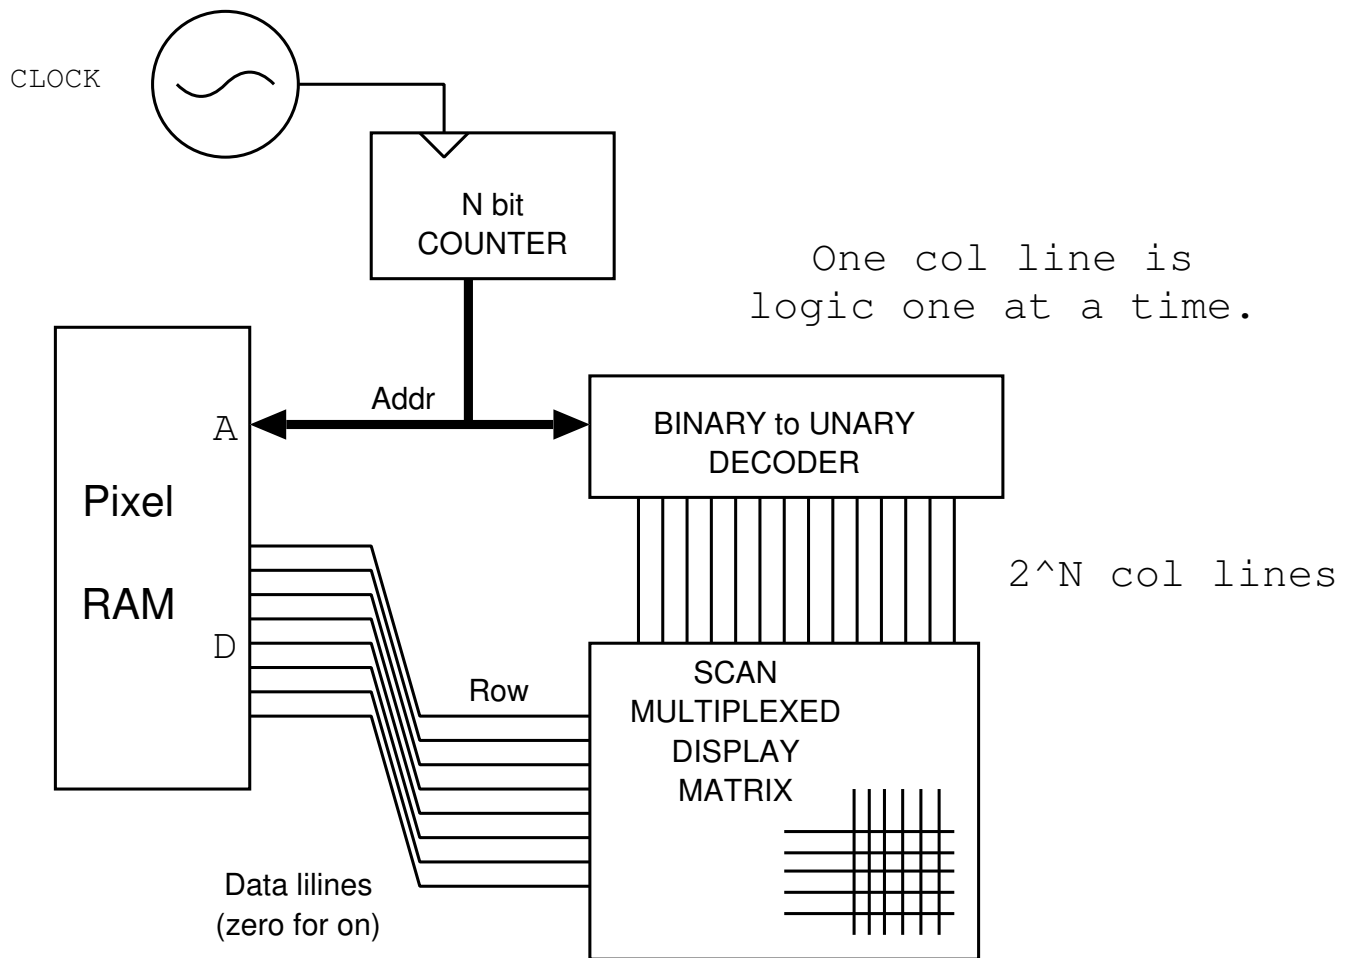 CLOCK
N bit
COUNTER
One col line is
logic one at a time.
Addr
A
BINARY to UNARY
DECODER
Pixel
RAM
D
2^N col lines
Row
SCAN
MULTIPLEXED
DISPLAY
MATRIX
Data lilines
(zero for on)